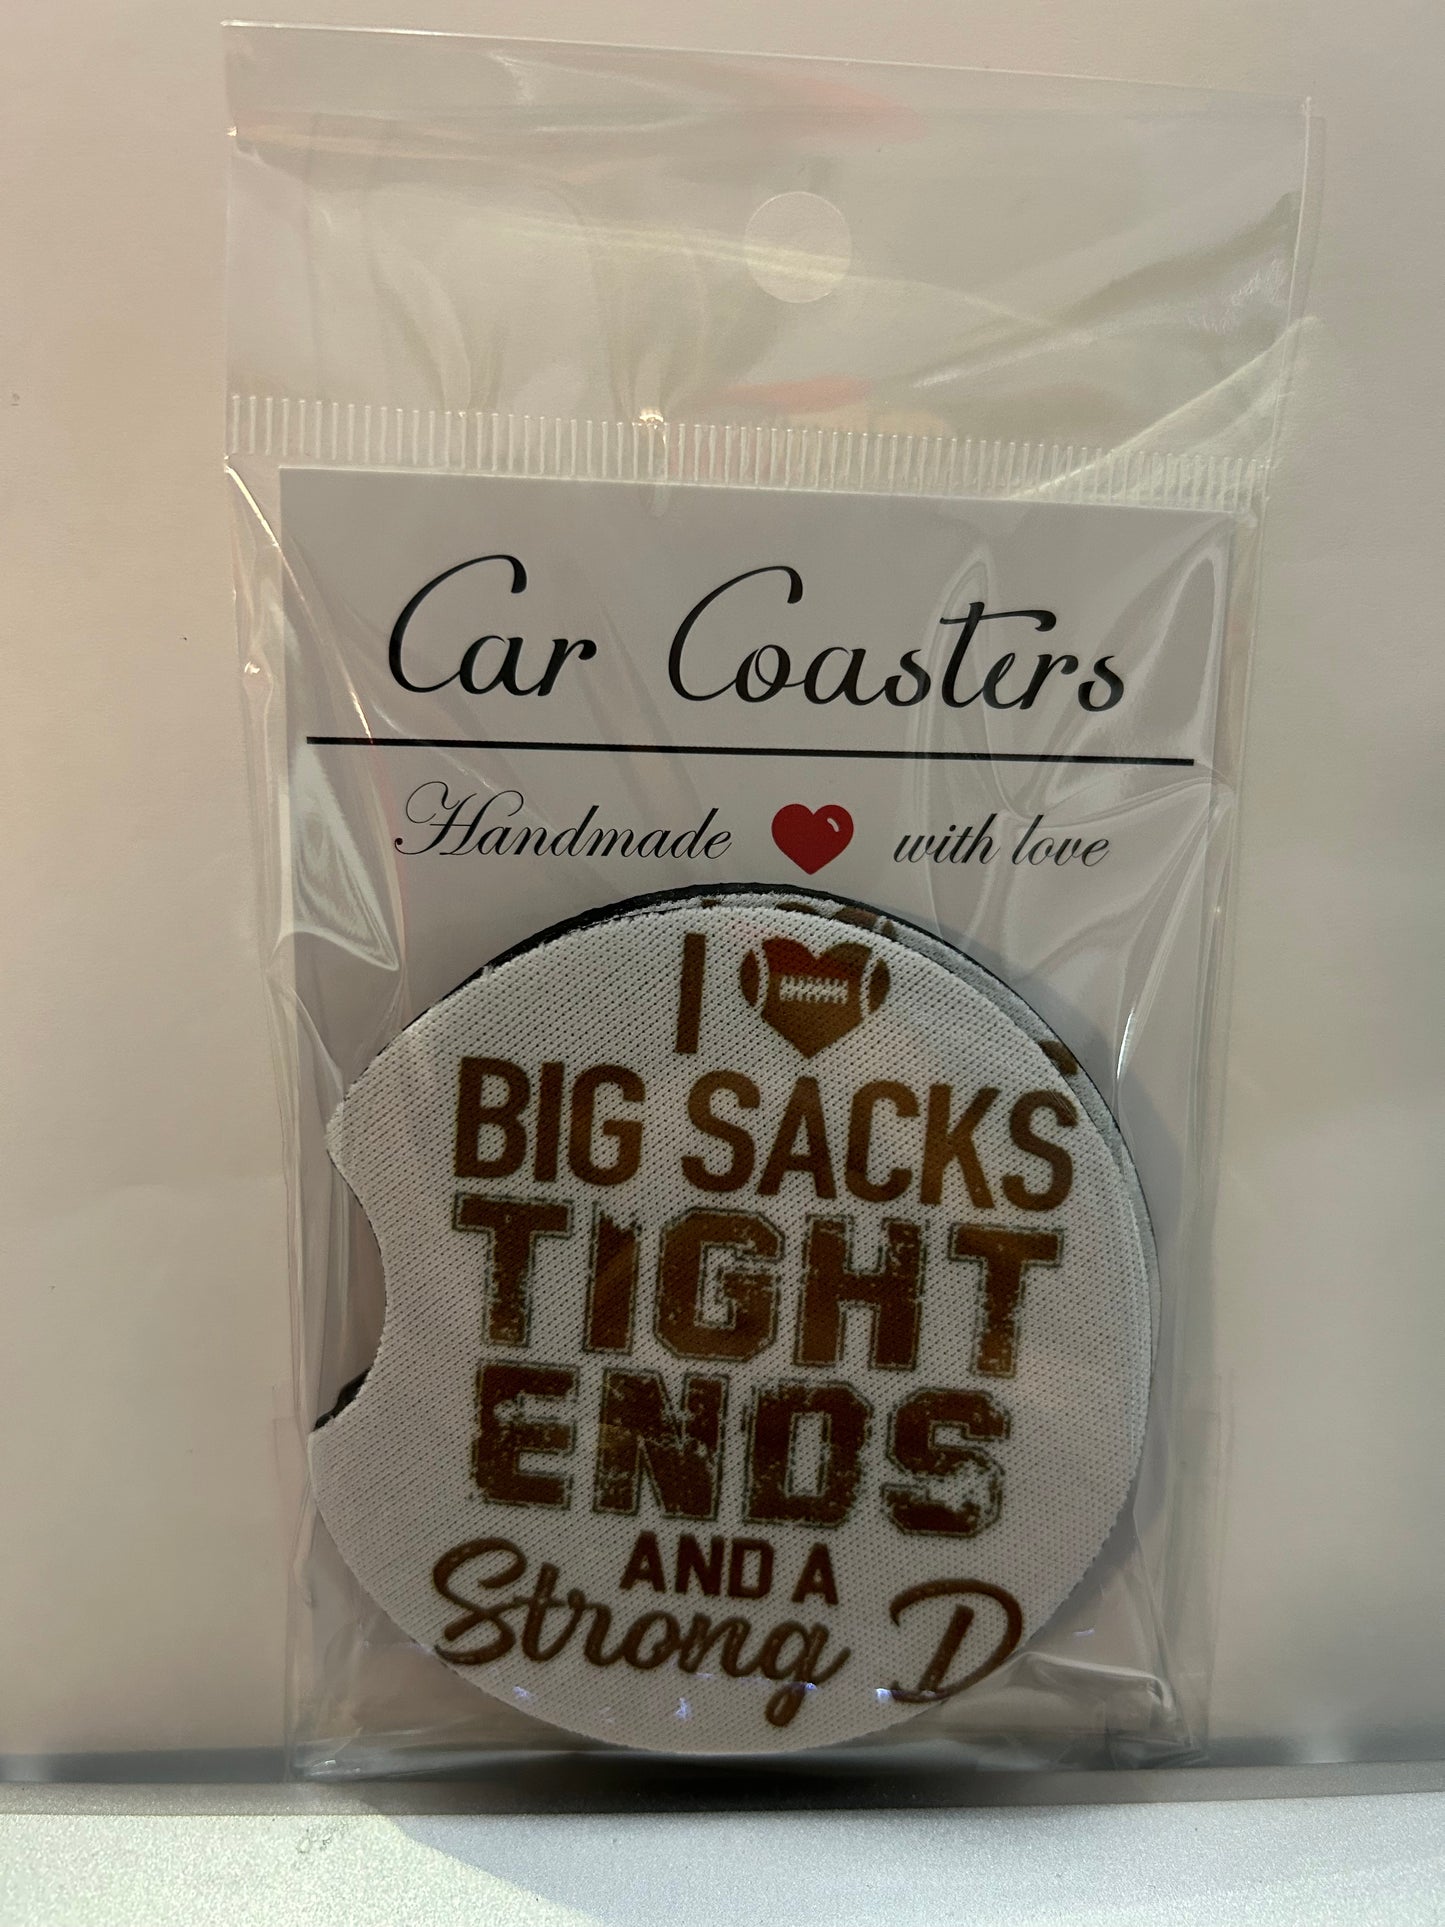 Car Coasters
Handmade with love
I
BIG SACKS
TIGHT
ENDS
AND A
Strong D